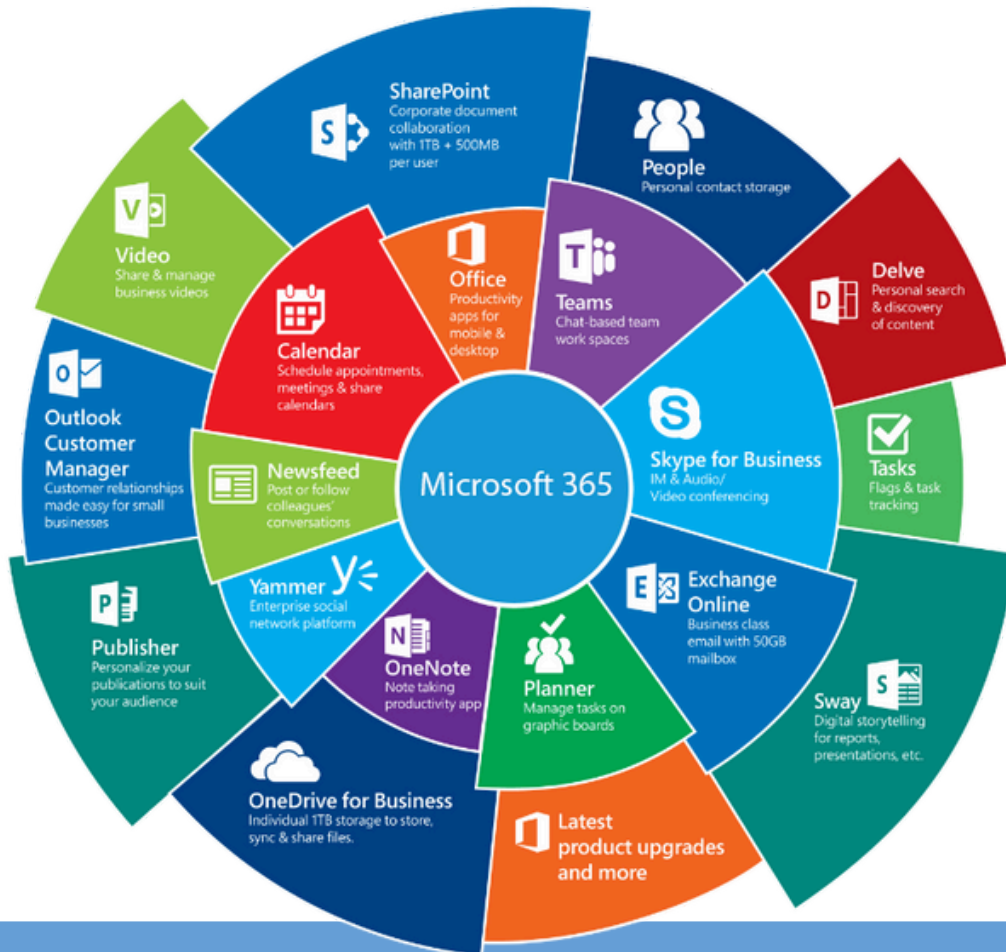 SharePoint
Corporate document
collaboration
with 1TB + 500MB
per user
S
People
Personal contact storage
V
Video
Share & manage
business videos
Office
Productivity
apps for
mobile &
desktop
T
Teams
Chat-based team
work spaces
D
Delve
Personal search
& discovery
of content
Calendar
Schedule appointments,
meetings & share
calendars
O
Outlook
Customer
Manager
Customer relationships
made easy for small
businesses
Newsfeed
Post or follow
colleagues'
conversations
Microsoft 365
S
Skype for Business
IM & Audio/
Video conferencing
Tasks
Flags & task
tracking
P
Publisher
Personalize your
publications to suit
your audience
Yammer
Enterprise social
network platform
N
OneNote
Note taking
productivity app
Planner
Manage tasks on
graphic boards
E
Exchange
Online
Business class
email with 50GB
mailbox
S
Sway
Digital storytelling
for reports,
presentations, etc.
OneDrive for Business
Individual 1TB storage to store,
sync & share files.
Latest
product upgrades
and more